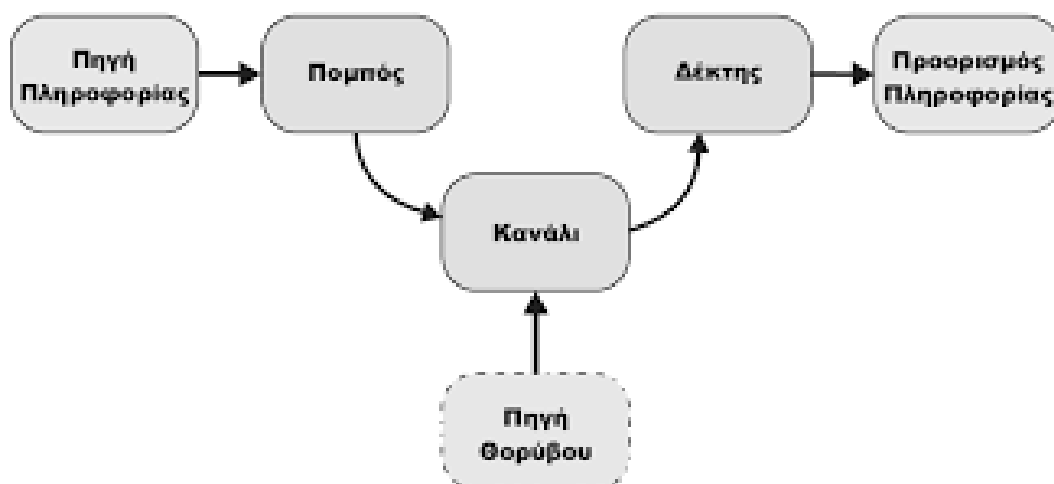 Πηγή
Πληροφορίας
Πομπός
Δέκτης
Προορισμός
Πληροφορίας
Κανάλι
Πηγή
Θορύβου